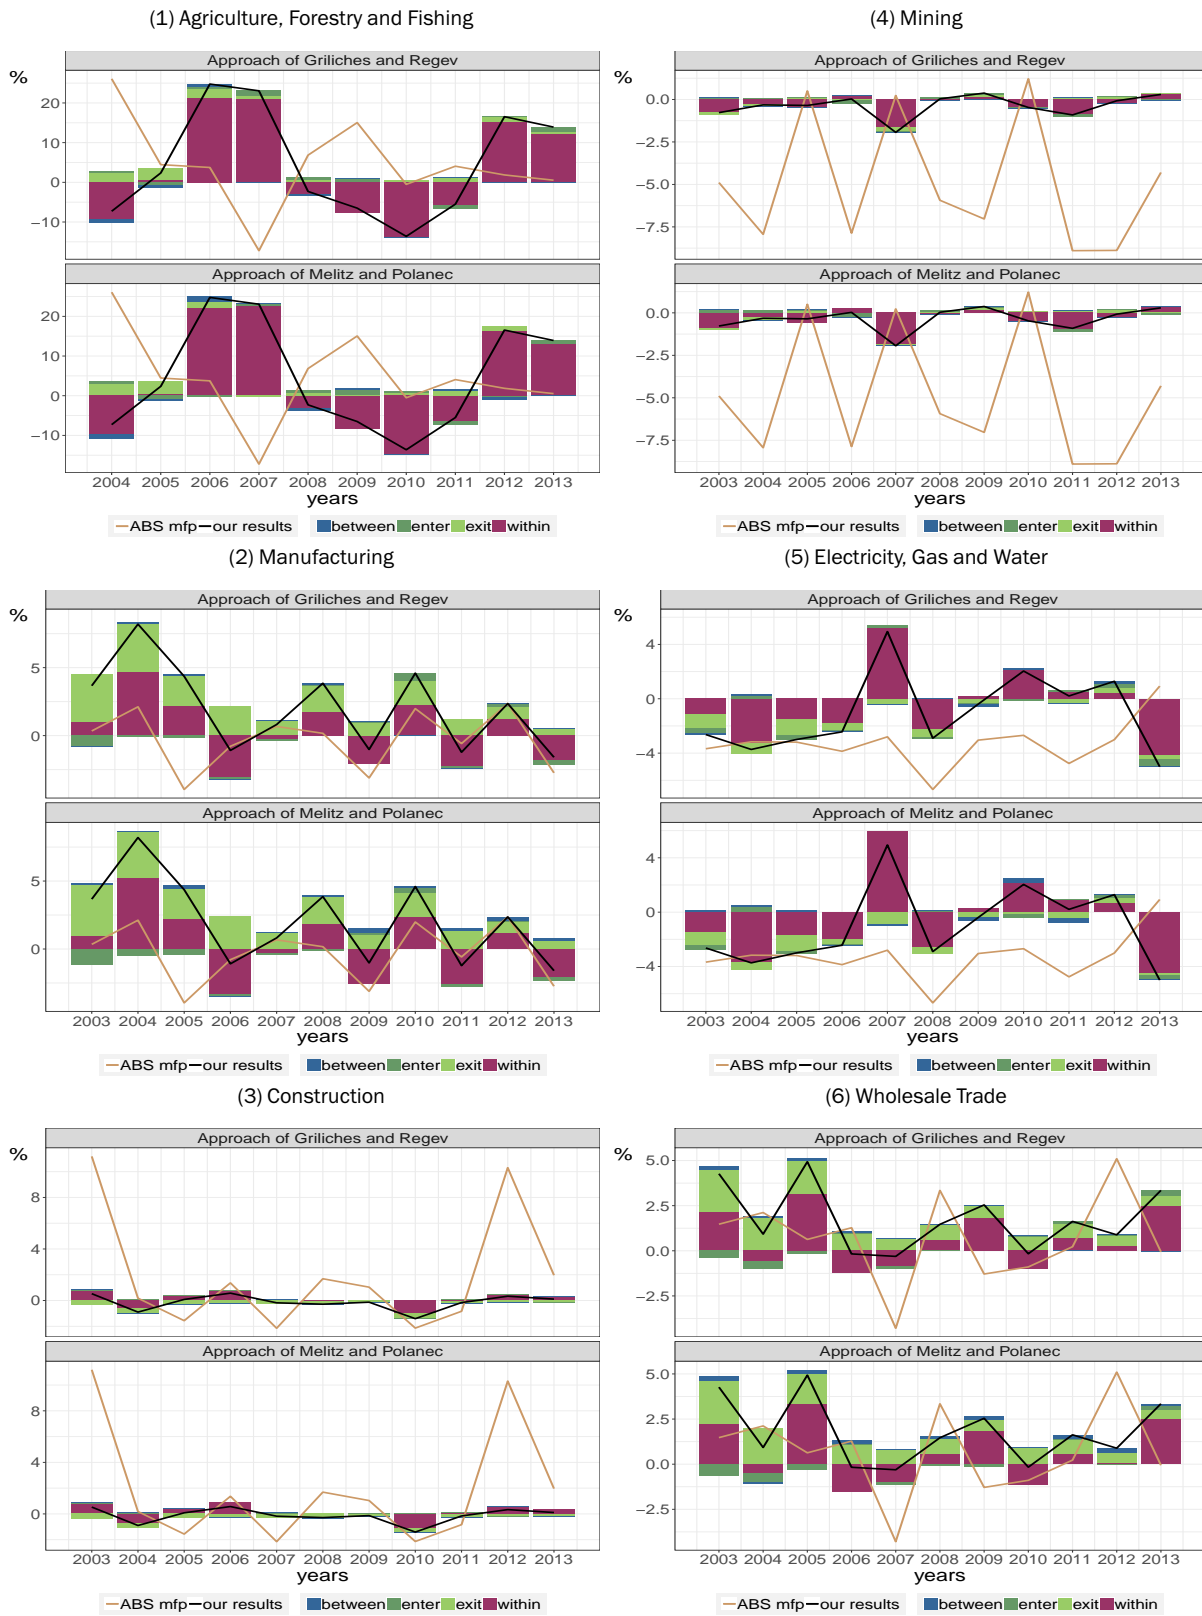 (1) Agriculture, Forestry and Fishing
Approach of Griliches and Regev
%
20
10
0
−10
Approach of Melitz and Polanec
20
10
0
−10
2004 2005 2006 2007 2008 2009 2010 2011 2012 2013
years
ABS mfp our results between enter exit within
(4) Mining
Approach of Griliches and Regev
%
0.0
−2.5
−5.0
−7.5
Approach of Melitz and Polanec
0.0
−2.5
−5.0
−7.5
2003 2004 2005 2006 2007 2008 2009 2010 2011 2012 2013
years
ABS mfp our results between enter exit within
(2) Manufacturing
Approach of Griliches and Regev
%
5
0
Approach of Melitz and Polanec
5
0
2003 2004 2005 2006 2007 2008 2009 2010 2011 2012 2013
years
ABS mfp our results between enter exit within
(5) Electricity, Gas and Water
Approach of Griliches and Regev
%
4
0
−4
Approach of Melitz and Polanec
4
0
−4
2003 2004 2005 2006 2007 2008 2009 2010 2011 2012 2013
years
ABS mfp our results between enter exit within
(3) Construction
Approach of Griliches and Regev
%
8
4
0
Approach of Melitz and Polanec
8
4
0
2003 2004 2005 2006 2007 2008 2009 2010 2011 2012 2013
years
ABS mfp our results between enter exit within
(6) Wholesale Trade
Approach of Griliches and Regev
%
5.0
2.5
0.0
−2.5
Approach of Melitz and Polanec
5.0
2.5
0.0
−2.5
2003 2004 2005 2006 2007 2008 2009 2010 2011 2012 2013
years
ABS mfp our results between enter exit within